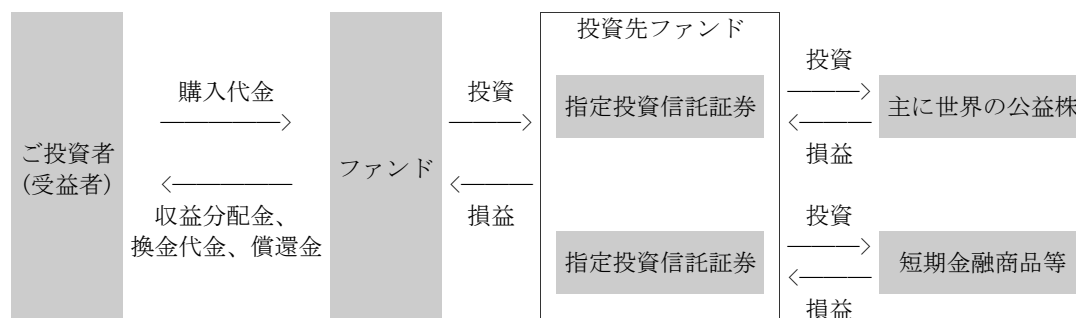 ご投資者
(受益者)
購入代金
収益分配金、
換金代金、償還金
ファンド
投資
損益
投資先ファンド
指定投資信託証券
投資
損益
主に世界の公益株
指定投資信託証券
投資
損益
短期金融商品等